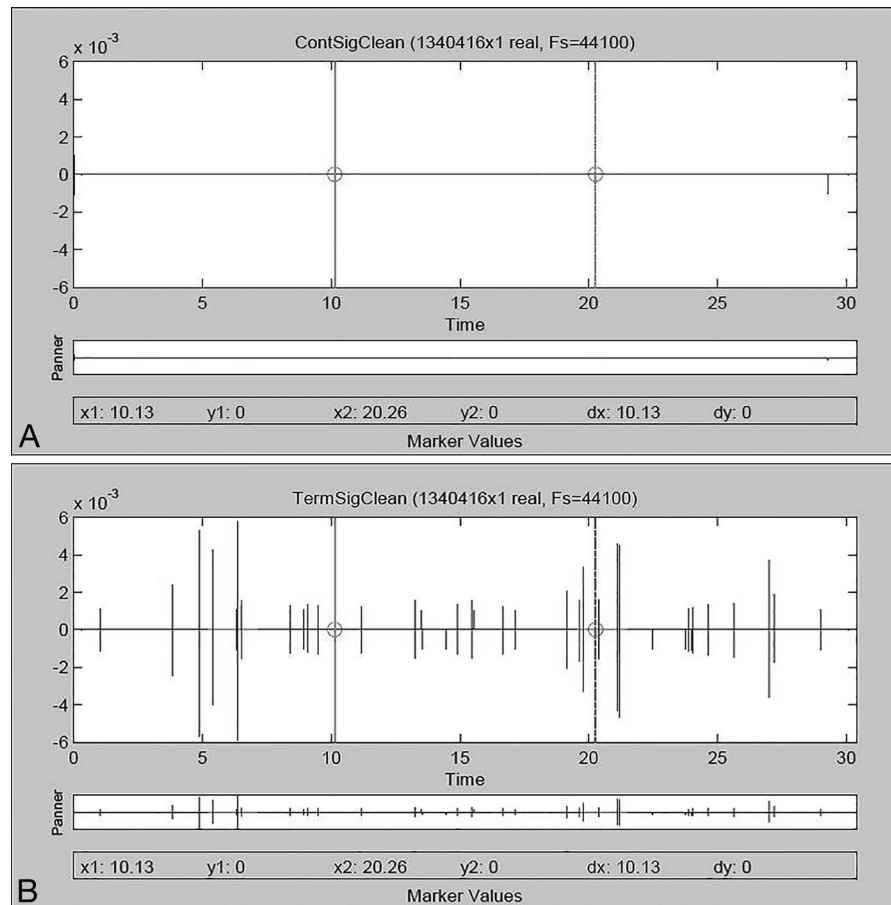 x 10-3
ContSigClean (1340416x1 real, Fs=44100)
6
4
2
0
-2
-4
-6
0 5 10 15 20 25 30
Time
Panner
x1: 10.13 y1: 0 x2: 20.26 y2: 0 dx: 10.13 dy: 0
A
Marker Values
x 10-3
TermSigClean (1340416x1 real, Fs=44100)
6
4
2
0
-2
-4
-6
0 5 10 15 20 25 30
Time
Panner
x1: 10.13 y1: 0 x2: 20.26 y2: 0 dx: 10.13 dy: 0
B
Marker Values